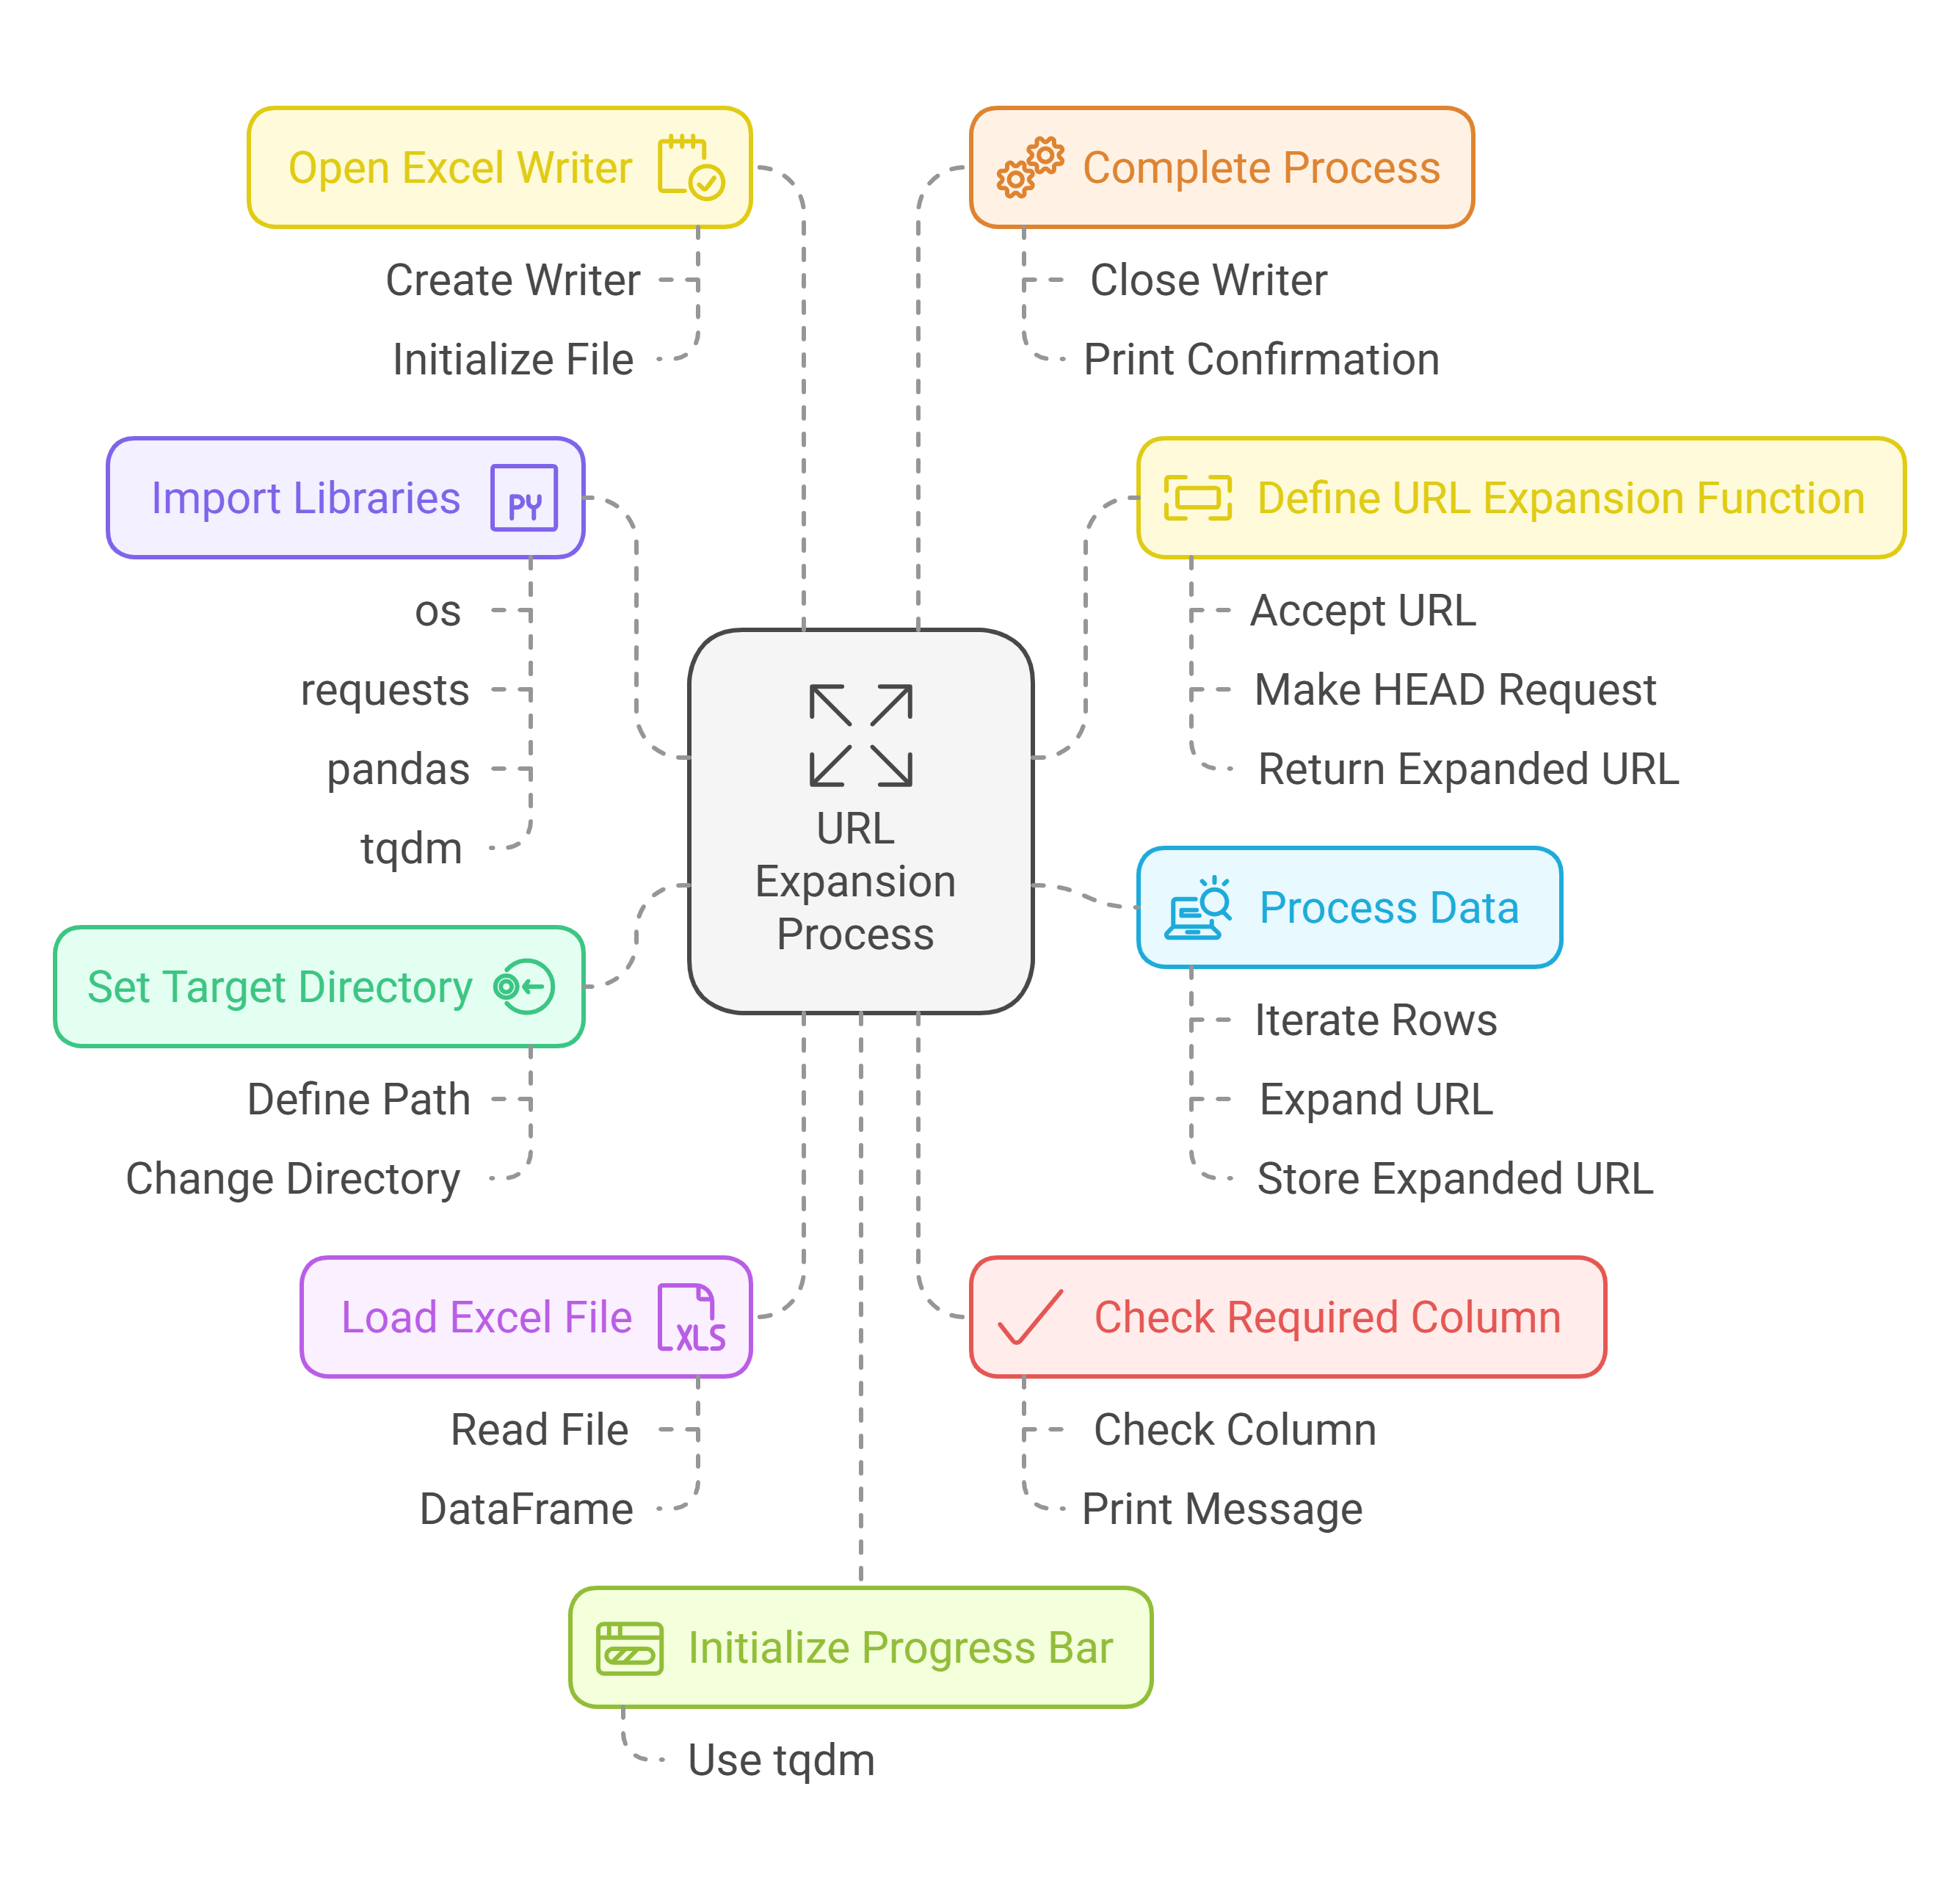 Open Excel Writer
Create Writer
Initialize File
Complete Process
Close Writer
Print Confirmation
Import Libraries
PY
os
requests
pandas
tqdm
Define URL Expansion Function
Accept URL
Make HEAD Request
Return Expanded URL
URL
Expansion
Process
Set Target Directory
Define Path
Change Directory
Process Data
Iterate Rows
Expand URL
Store Expanded URL
Load Excel File
XLS
Read File
DataFrame
Check Required Column
Check Column
Print Message
Initialize Progress Bar
Use tqdm